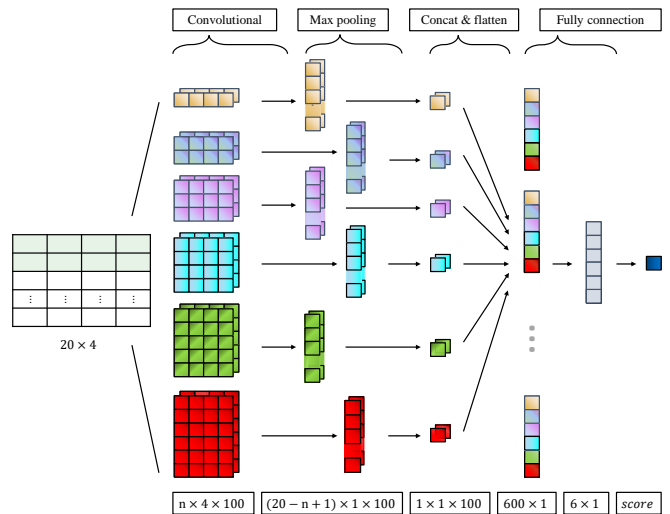 Convolutional
Max pooling
Concat & flatten
Fully connection
⋮ ⋮ ⋮ ⋮
20 × 4
n × 4 × 100
(20 − n + 1) × 1 × 100
1 × 1 × 100
600 × 1
6 × 1
score